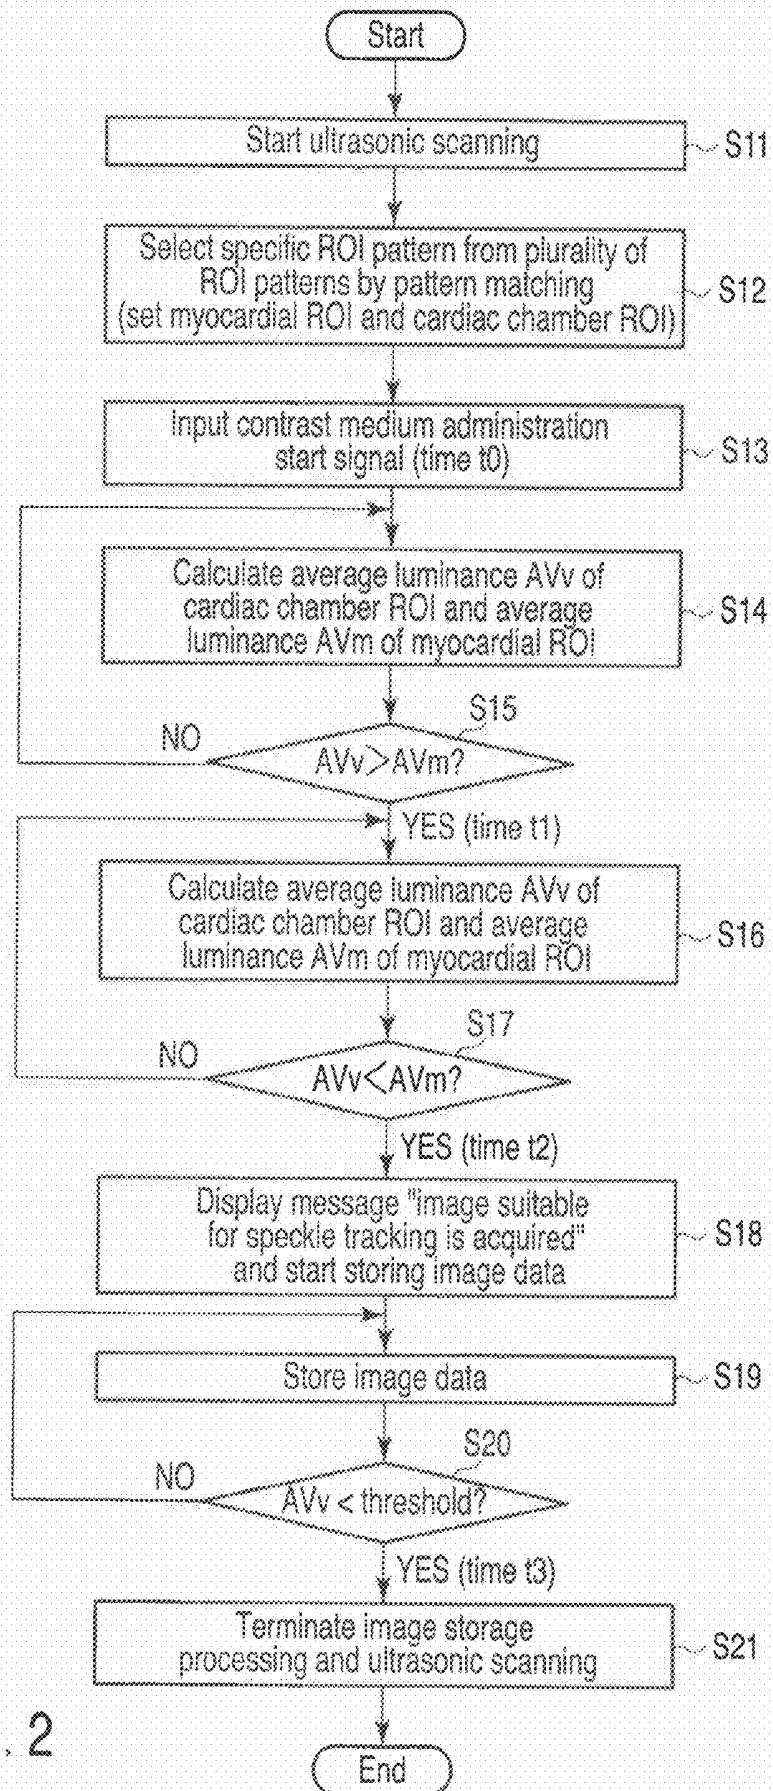 Start
Start ultrasonic scanning
S11
Select specific ROI pattern from plurality of
ROI patterns by pattern matching
(set myocardial ROI and cardiac chamber ROI)
S12
Input contrast medium administration
start signal (time t0)
S13
Calculate average luminance AVv of
cardiac chamber ROI and average
luminance AVm of myocardial ROI
S14
S15
NO
AVv>AVm?
YES (time t1)
Calculate average luminance AVv of
cardiac chamber ROI and average
luminance AVm of myocardial ROI
S16
S17
NO
AVv<AVm?
YES (time t2)
Display message "image suitable
for speckie tracking is acquired"
and start storing image data
S18
Store image data
S19
S20
NO
AVv < threshold?
YES (time t3)
Terminate image storage
processing and ultrasonic scanning
S21
. 2
End